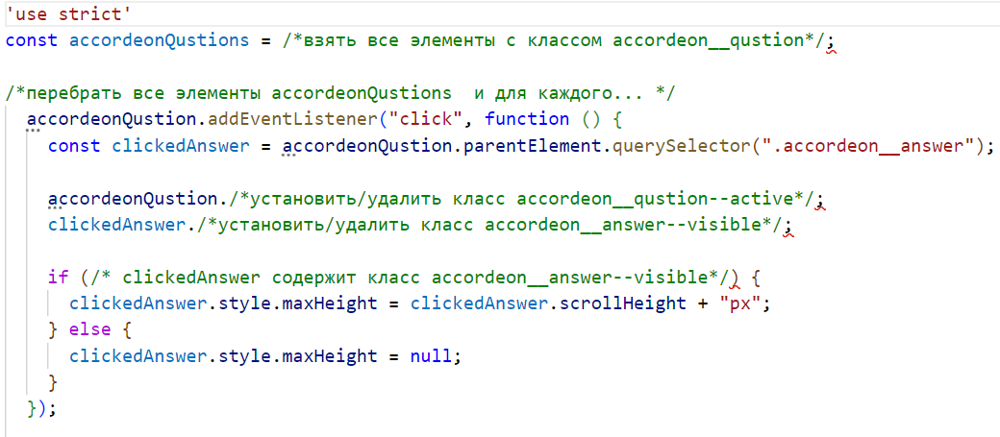 'use strict'
const accordeonQustions = /*взять все элементы с классом accordeon__qustion*/;
/*перебрать все элементы accordeonQustions  и для каждого... */
accordeonQustion.addEventListener("click", function () {
const clickedAnswer = accordeonQustion.parentElement.querySelector(".accordeon__answer");
accordeonQustion./*установить/удалить класс accordeon__qustion--active*/;
clickedAnswer./*установить/удалить класс accordeon__answer--visible*/;
if (/* clickedAnswer содержит класс accordeon__answer--visible*/) {
clickedAnswer.style.maxHeight = clickedAnswer.scrollHeight + "px";
} else {
clickedAnswer.style.maxHeight = null;
}
});